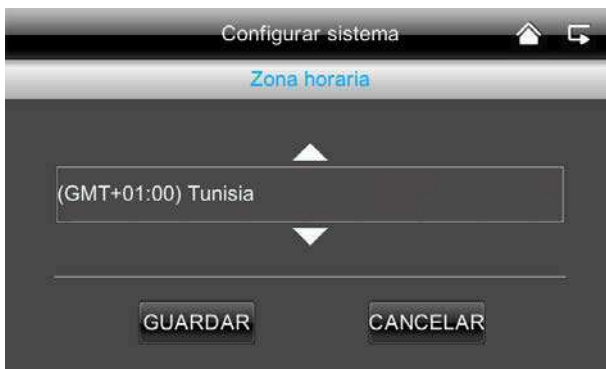 Configurar sistema
Zona horaria
(GMT+01:00) Tunisia
GUARDAR
CANCELAR